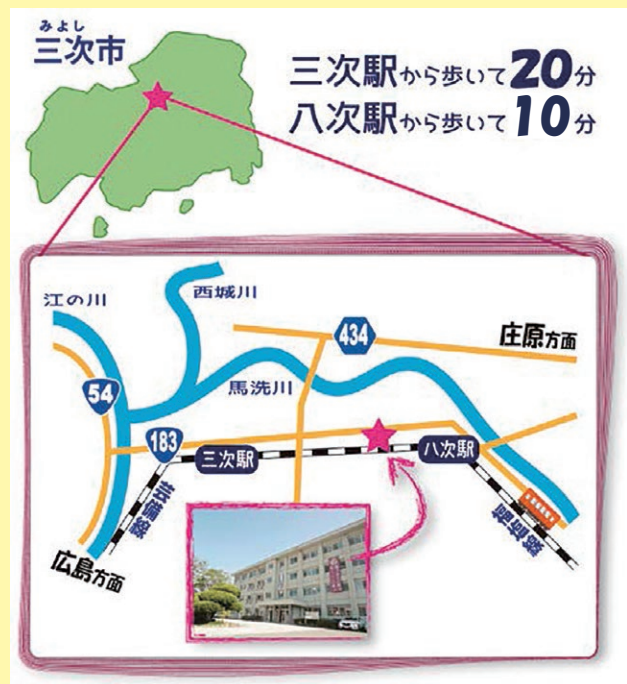 みよし
三次市
三次駅から歩いて20分
八次駅から歩いて10分
江の川
西城川
434
庄原方面
54
馬洗川
183
三次駅
八次駅
芸備線
芸備線
広島方面